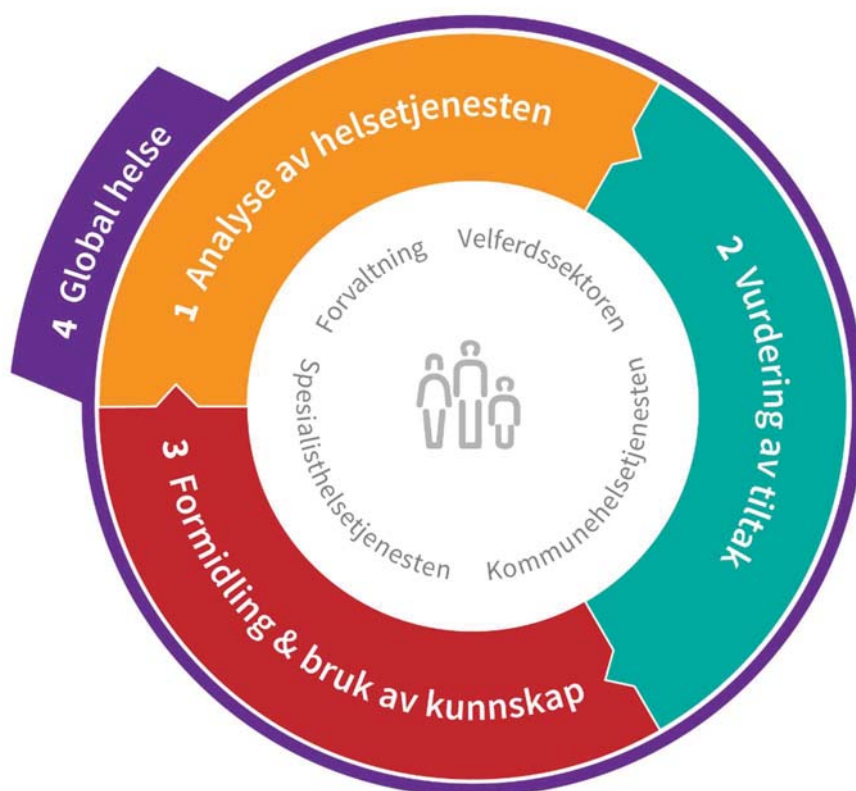 1 Analyse av helsetjenesten
2 Vurdering av tiltak
3 Formidling & bruk av kunnskap
4 Global helse
Forvaltning
Velferdssektoren
Kommunehelsetjenesten
Spesialisthelsetjenesten